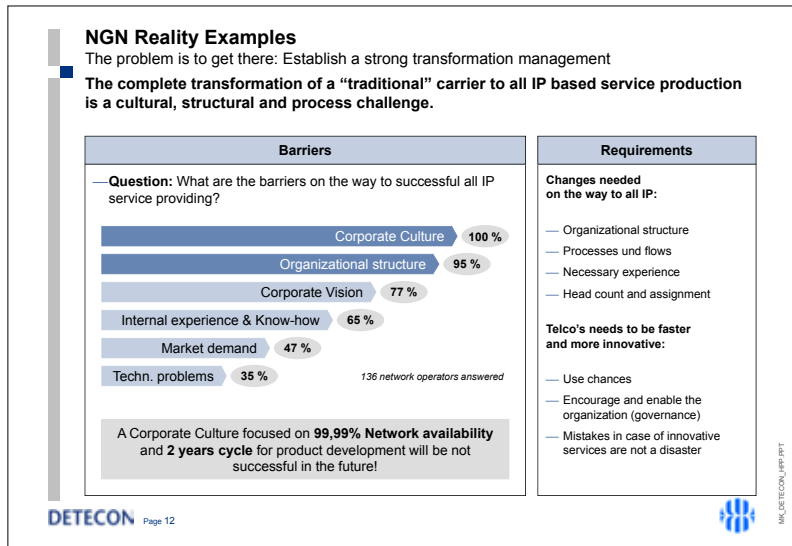 NGN Reality Examples
The problem is to get there: Establish a strong transformation management
The complete transformation of a “traditional” carrier to all IP based service production
is a cultural, structural and process challenge.
Barriers
—Question: What are the barriers on the way to successful all IP
service providing?
Corporate Culture 100 %
Organizational structure 95 %
Corporate Vision 77 %
Internal experience & Know-how 65 %
Market demand 47 %
Techn. problems 35 %
136 network operators answered
A Corporate Culture focused on 99,99% Network availability
and 2 years cycle for product development will be not
successful in the future!
Requirements
Changes needed
on the way to all IP:
— Organizational structure
— Processes und flows
— Necessary experience
— Head count and assignment
Telco’s needs to be faster
and more innovative:
— Use chances
— Encourage and enable the
organization (governance)
— Mistakes in case of innovative
services are not a disaster
MK_DETECON_HPP.PPT
DETECON Page 12